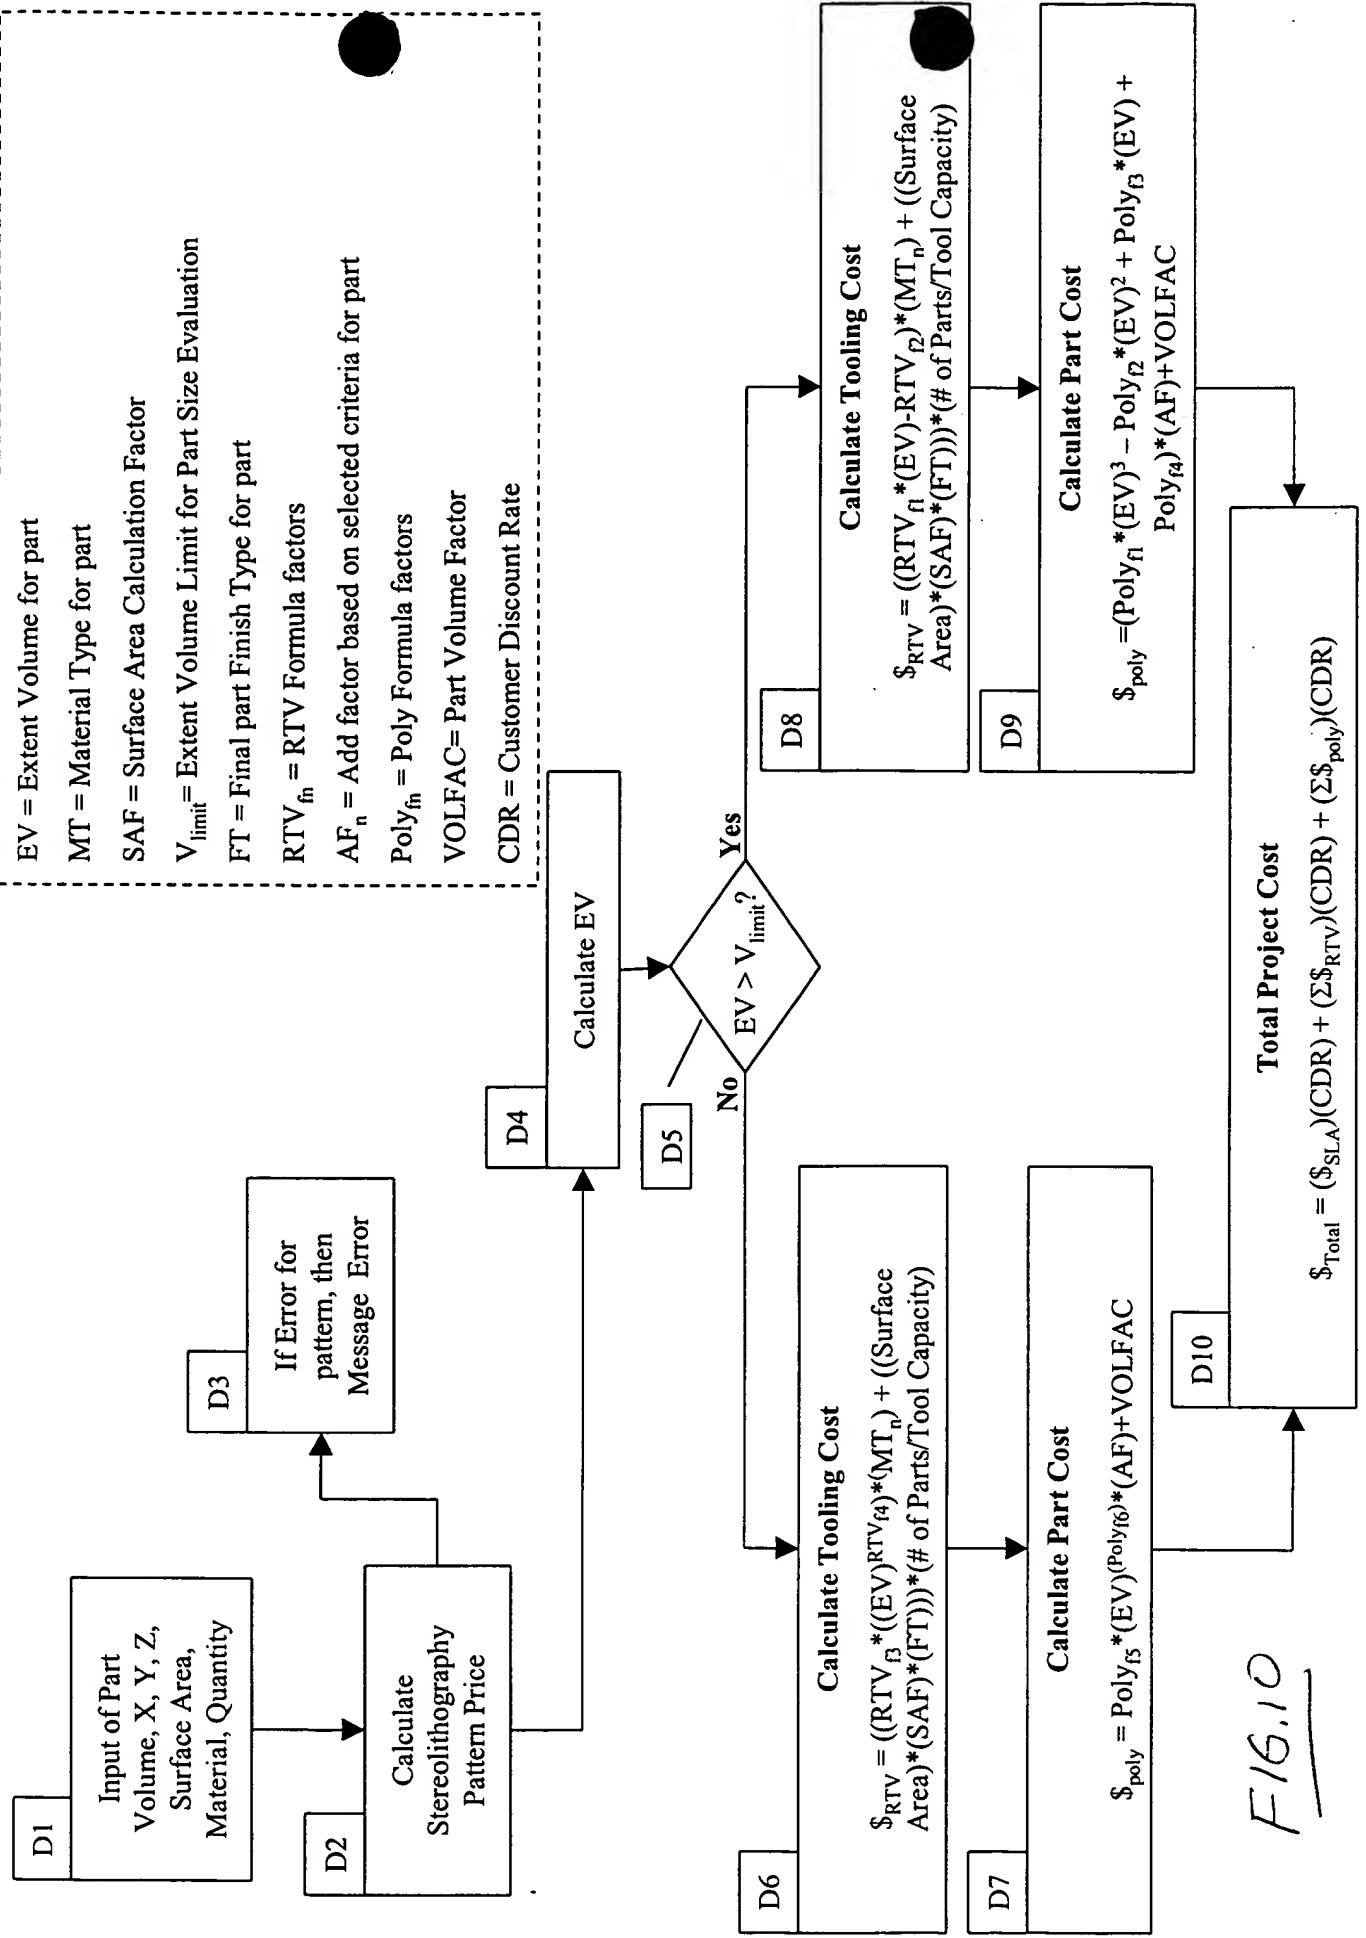 D1
Input of Part
Volume, X, Y, Z,
Surface Area,
Material, Quantity
D2
Calculate
Stereolithography
Pattern Price
D3
If Error for
pattern, then
Message Error
EV = Extent Volume for part
MT = Material Type for part
SAF = Surface Area Calculation Factor
V_limit = Extent Volume Limit for Part Size Evaluation
FT = Final part Finish Type for part
RTV_fn = RTV Formula factors
AF_n = Add factor based on selected criteria for part
Poly_fn = Poly Formula factors
VOLFAC= Part Volume Factor
CDR = Customer Discount Rate
D4
Calculate EV
D5
EV > V_limit?
No
Yes
D6
Calculate Tooling Cost
$_RTV = ((RTV_f3*((EV)^RTV_f4)*(MT_n) + ((Surface
Area)*(SAF)*(FT)))*(# of Parts/Tool Capacity)
D7
Calculate Part Cost
$_poly = Poly_f5*(EV)^(Poly_f6)*(AF)+VOLFAC
D8
Calculate Tooling Cost
$_RTV = ((RTV_f1*(EV)-RTV_f2)*(MT_n) + ((Surface
Area)*(SAF)*(FT)))*(# of Parts/Tool Capacity)
D9
Calculate Part Cost
$_poly =(Poly_f1*(EV)^3 – Poly_f2*(EV)^2 + Poly_f3*(EV) +
Poly_f4)*(AF)+VOLFAC
D10
Total Project Cost
$_Total = ($_SLA)(CDR) + (Σ$_RTV)(CDR) + (Σ$_poly)(CDR)
FIG.10